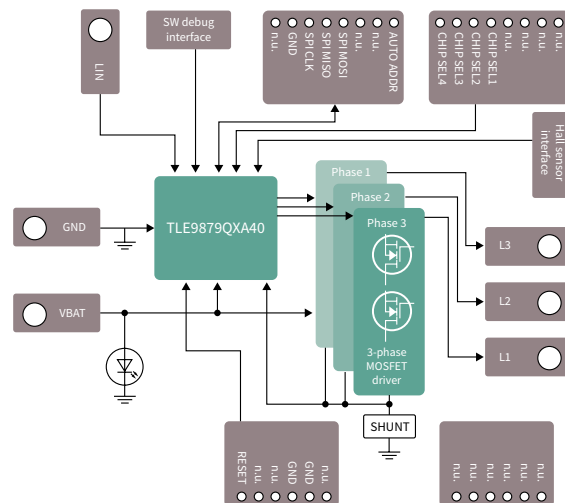 LIN
SW debug
interface
n.u.
GND
SPI CLK
SPI MISO
SPI MOSI
n.u.
n.u.
AUTO ADDR
CHIP SEL4
CHIP SEL3
CHIP SEL2
CHIP SEL1
n.u.
n.u.
n.u.
n.u.
Hall sensor
interface
Phase 1
Phase 2
Phase 3
TLE9879QXA40
GND
VBAT
L3
L2
L1
3-phase
MOSFET
driver
SHUNT
RESET
n.u.
n.u.
GND
GND
n.u.
n.u.
n.u.
n.u.
n.u.
n.u.
n.u.